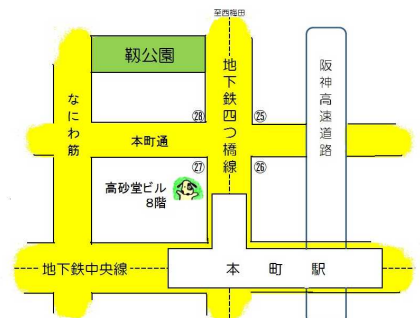 至西梅田
靱公園
地下鉄四つ橋線
阪神高速道路
なにわ筋
㉘
㉕
本町通
㉗
㉖
高砂堂ビル
8階
地下鉄中央線
本町駅